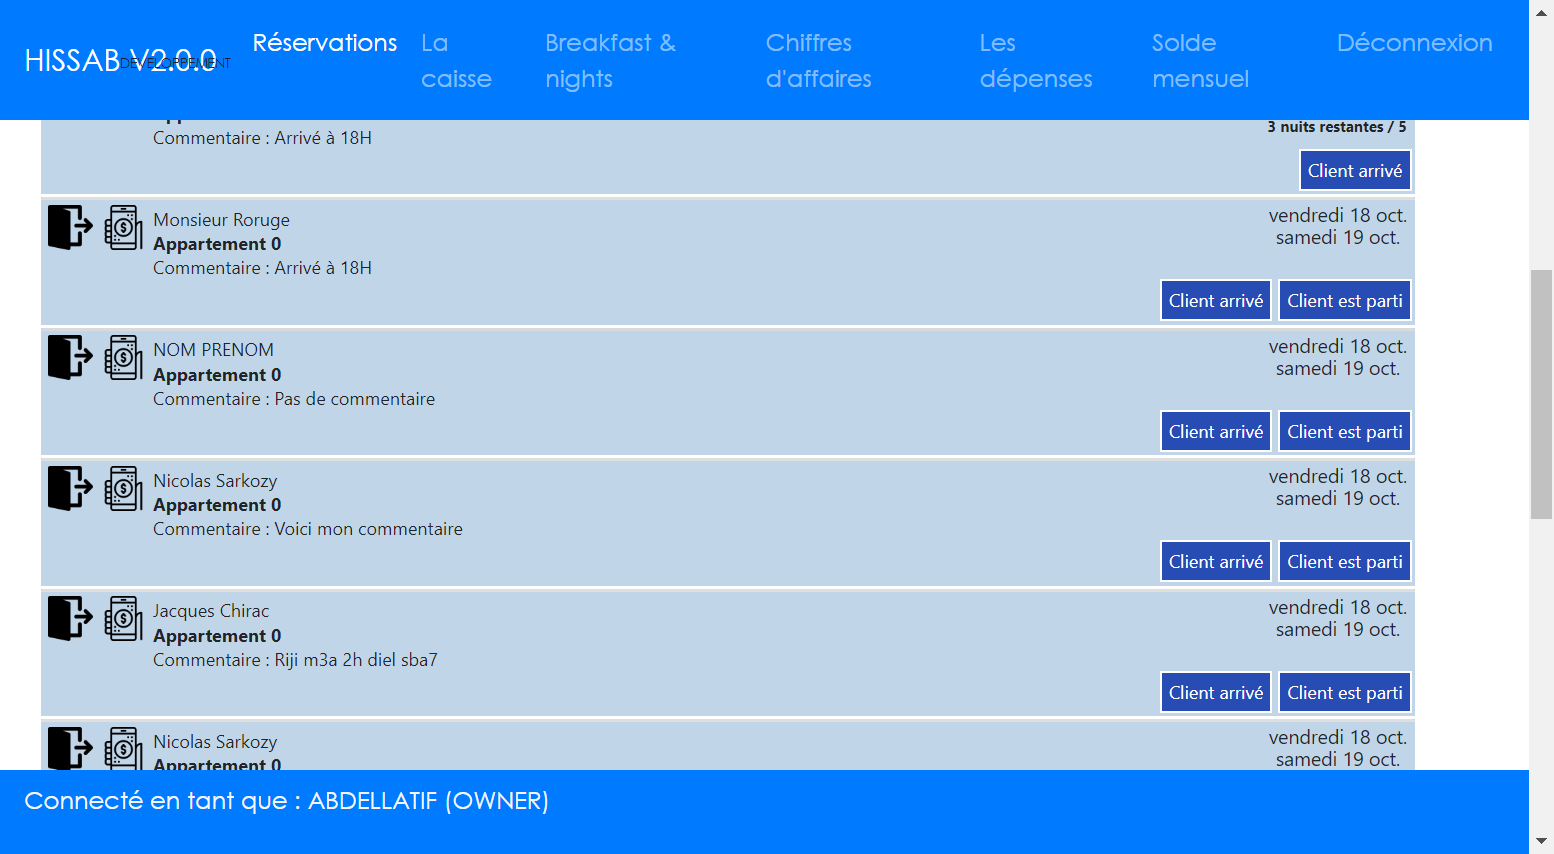 HISSAB V2.0.0
DEVELOPPEMENT
Réservations
La caisse
Breakfast & nights
Chiffres d'affaires
Les dépenses
Solde mensuel
Déconnexion
Commentaire : Arrivé à 18H
3 nuits restantes / 5
Client arrivé
Monsieur Roruge
Appartement 0
Commentaire : Arrivé à 18H
vendredi 18 oct.
samedi 19 oct.
Client arrivé
Client est parti
NOM PRENOM
Appartement 0
Commentaire : Pas de commentaire
vendredi 18 oct.
samedi 19 oct.
Client arrivé
Client est parti
Nicolas Sarkozy
Appartement 0
Commentaire : Voici mon commentaire
vendredi 18 oct.
samedi 19 oct.
Client arrivé
Client est parti
Jacques Chirac
Appartement 0
Commentaire : Riji m3a 2h diel sba7
vendredi 18 oct.
samedi 19 oct.
Client arrivé
Client est parti
Nicolas Sarkozy
Appartement 0
vendredi 18 oct.
samedi 19 oct.
Connecté en tant que : ABDELLATIF (OWNER)